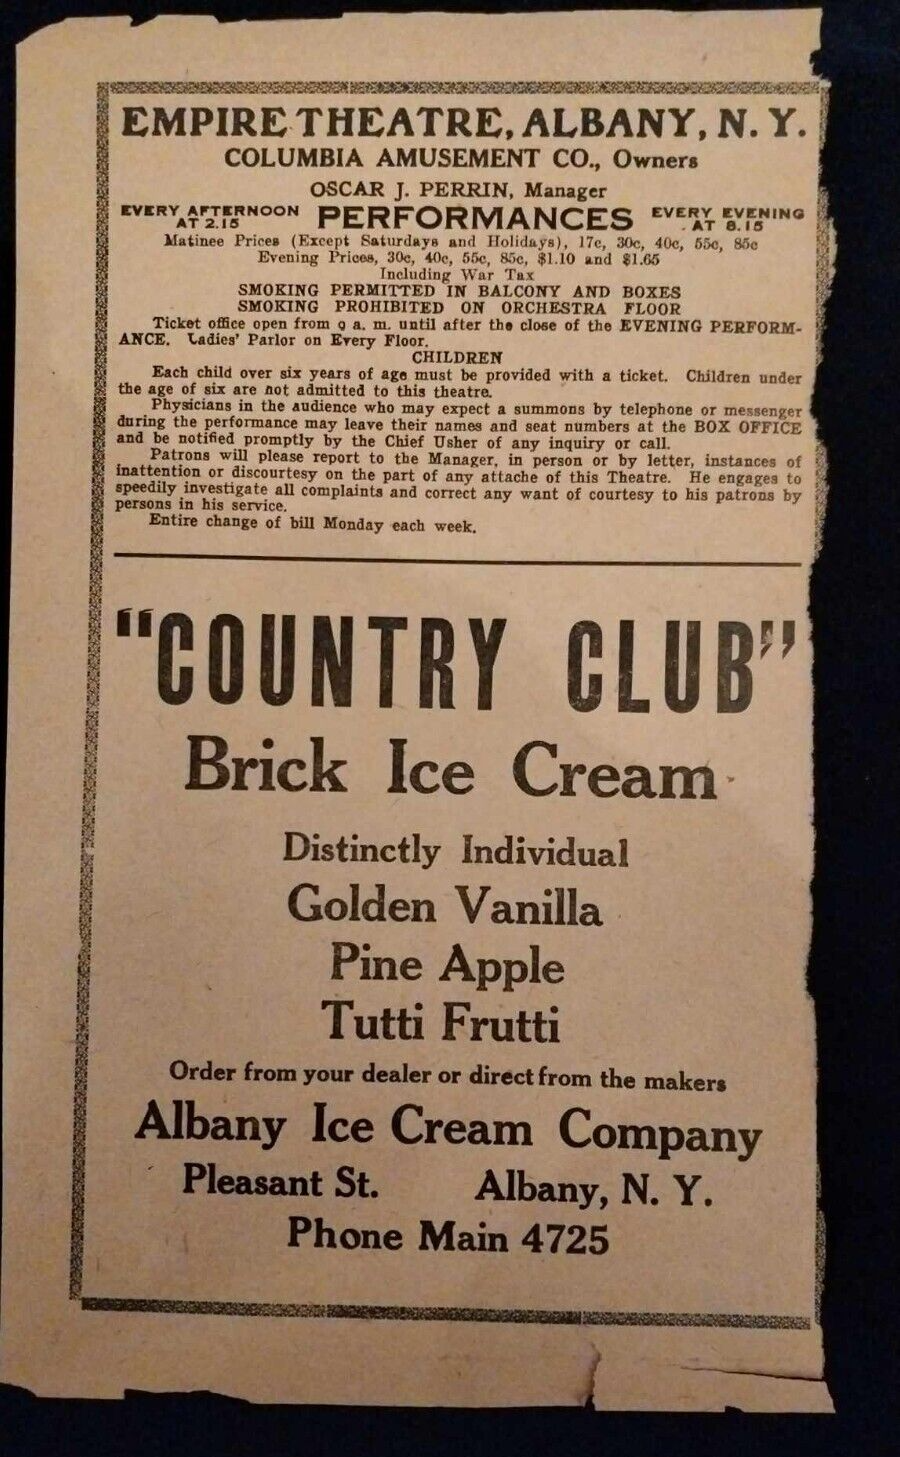 EMPIRE THEATRE, ALBANY, N. Y.
COLUMBIA AMUSEMENT CO., Owners
OSCAR J. PERRIN, Manager
EVERY AFTERNOON AT 2.15 PERFORMANCES EVERY EVENING AT 8.15
Matinee Prices (Except Saturdays and Holidays), 17c, 30c, 40c, 55c, 85c
Evening Prices, 30c, 40c, 55c, 85c, $1.10 and $1.65
Including War Tax
SMOKING PERMITTED IN BALCONY AND BOXES
SMOKING PROHIBITED ON ORCHESTRA FLOOR
Ticket office open from 9 a. m. until after the close of the EVENING PERFORM-
ANCE. Ladies' Parlor on Every Floor.
CHILDREN
Each child over six years of age must be provided with a ticket. Children under
the age of six are not admitted to this theatre.
Physicians in the audience who may expect a summons by telephone or messenger
during the performance may leave their names and seat numbers at the BOX OFFICE
and be notified promptly by the Chief Usher of any inquiry or call.
Patrons will please report to the Manager, in person or by letter, instances of
inattention or discourtesy on the part of any attache of this Theatre. He engages to
speedily investigate all complaints and correct any want of courtesy to his patrons by
persons in his service.
Entire change of bill Monday each week.
"COUNTRY CLUB"
Brick Ice Cream
Distinctly Individual
Golden Vanilla
Pine Apple
Tutti Frutti
Order from your dealer or direct from the makers
Albany Ice Cream Company
Pleasant St. Albany, N. Y.
Phone Main 4725